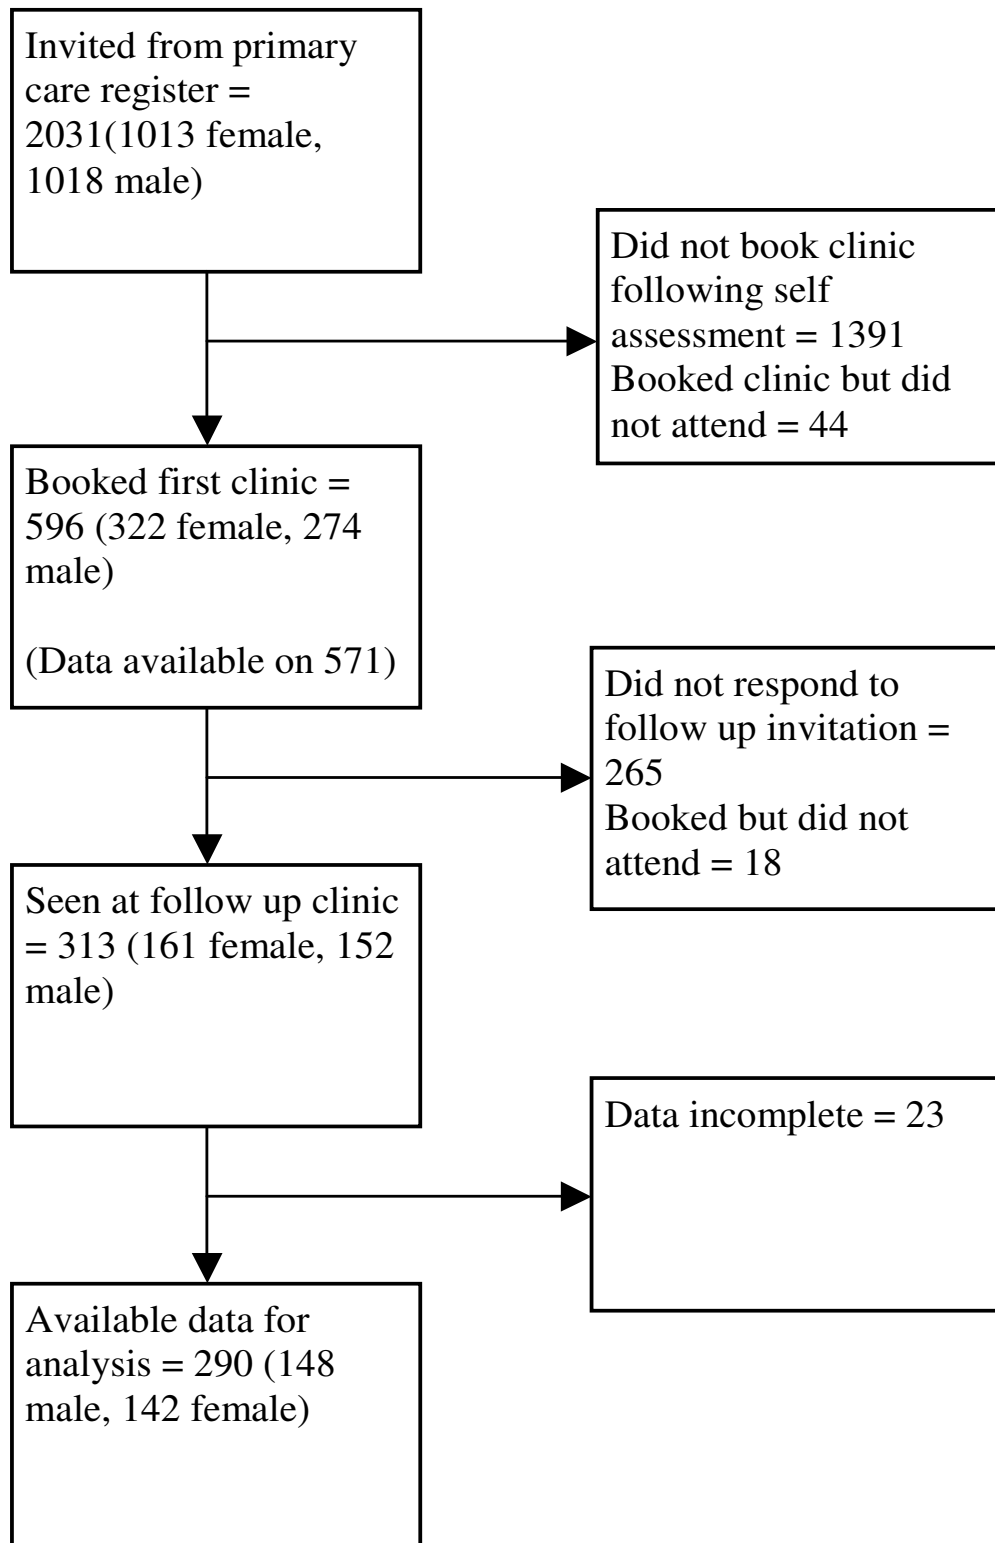 Invited from primary
care register =
2031(1013 female,
1018 male)
Did not book clinic
following self
assessment = 1391
Booked clinic but did
not attend = 44
Booked first clinic =
596 (322 female, 274
male)
(Data available on 571)
Did not respond to
follow up invitation =
265
Booked but did not
attend = 18
Seen at follow up clinic
= 313 (161 female, 152
male)
Data incomplete = 23
Available data for
analysis = 290 (148
male, 142 female)